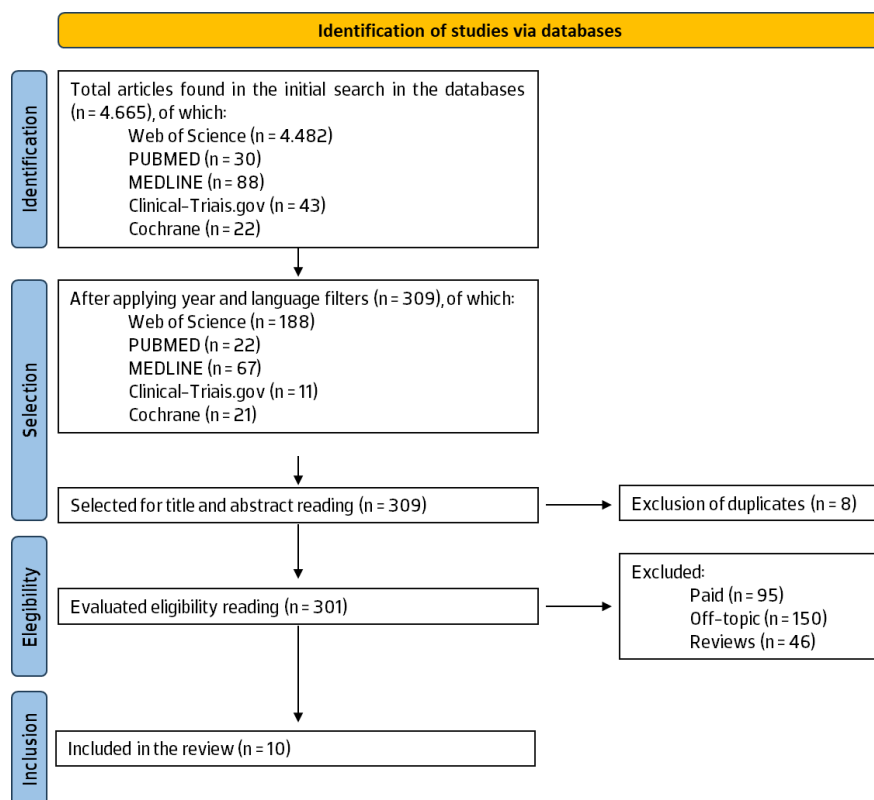 Identification of studies via databases
Identification
Total articles found in the initial search in the databases
(n = 4.665), of which:
Web of Science (n = 4.482)
PUBMED (n = 30)
MEDLINE (n = 88)
Clinical-Triais.gov (n = 43)
Cochrane (n = 22)
Selection
After applying year and language filters (n = 309), of which:
Web of Science (n = 188)
PUBMED (n = 22)
MEDLINE (n = 67)
Clinical-Triais.gov (n = 11)
Cochrane (n = 21)
Selected for title and abstract reading (n = 309)
Exclusion of duplicates (n = 8)
Elegibility
Evaluated eligibility reading (n = 301)
Excluded:
Paid (n = 95)
Off-topic (n = 150)
Reviews (n = 46)
Inclusion
Included in the review (n = 10)